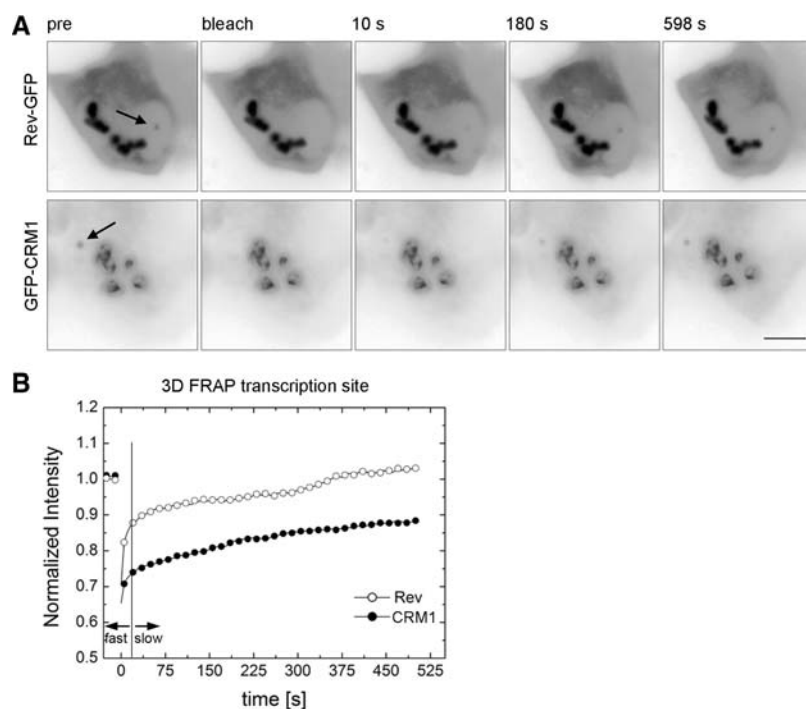 A
pre bleach 10 s 180 s 598 s
Rev-GFP
GFP-CRM1
B
3D FRAP transcription site
Normalized Intensity
1.2
1.1
1.0
0.9
0.8
0.7
0.6
0.5
Rev
CRM1
fast slow
0 75 150 225 300 375 450 525
time [s]